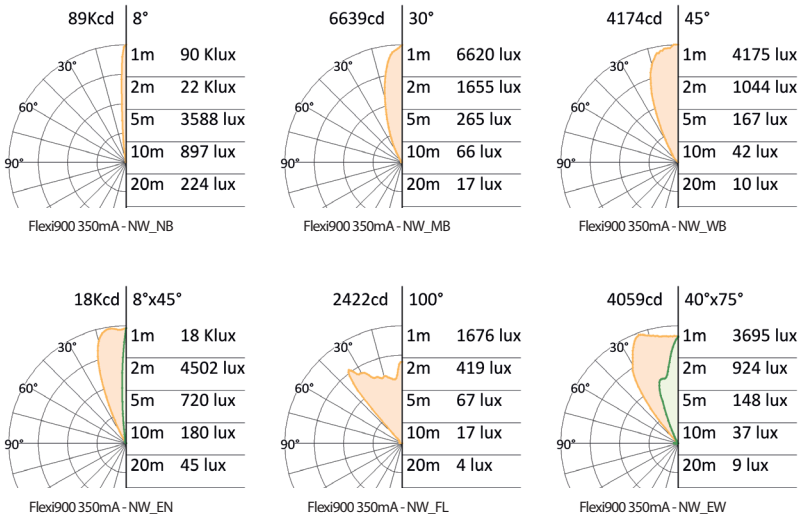 89Kcd 8°
1m 90 Klux
30°
2m 22 Klux
60°
5m 3588 lux
10m 897 lux
90°
20m 224 lux
Flexi900 350mA - NW_NB
6639cd 30°
1m 6620 lux
30°
2m 1655 lux
60°
5m 265 lux
10m 66 lux
90°
20m 17 lux
Flexi900 350mA - NW_MB
4174cd 45°
1m 4175 lux
30°
2m 1044 lux
60°
5m 167 lux
10m 42 lux
90°
20m 10 lux
Flexi900 350mA - NW_WB
18Kcd 8°x45°
1m 18 Klux
30°
2m 4502 lux
60°
5m 720 lux
10m 180 lux
90°
20m 45 lux
Flexi900 350mA - NW_EN
2422cd 100°
1m 1676 lux
30°
2m 419 lux
60°
5m 67 lux
10m 17 lux
90°
20m 4 lux
Flexi900 350mA - NW_FL
4059cd 40°x75°
1m 3695 lux
30°
2m 924 lux
60°
5m 148 lux
10m 37 lux
90°
20m 9 lux
Flexi900 350mA - NW_EW